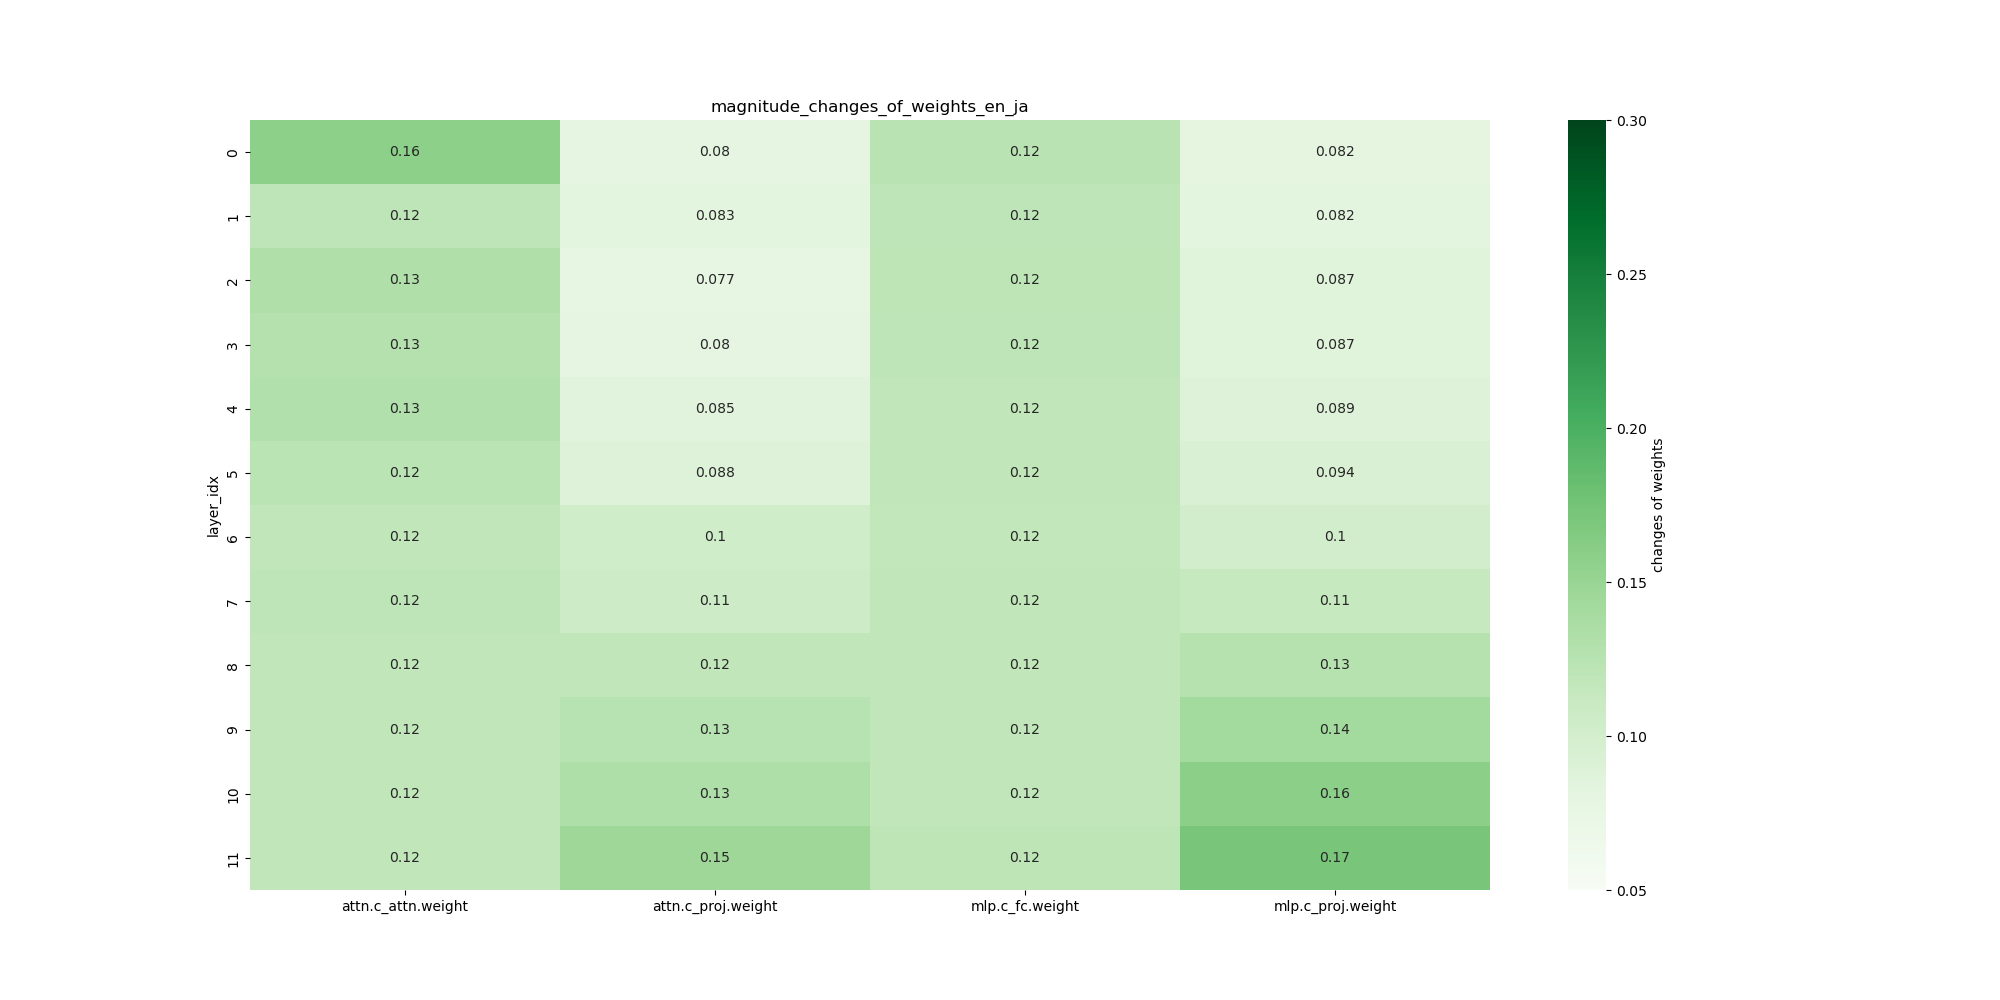 magnitude_changes_of_weights_en_ja
0 0.16 0.08 0.12 0.082
1 0.12 0.083 0.12 0.082
2 0.13 0.077 0.12 0.087
3 0.13 0.08 0.12 0.087
4 0.13 0.085 0.12 0.089
5 0.12 0.088 0.12 0.094
6 0.12 0.1 0.12 0.1
7 0.12 0.11 0.12 0.11
8 0.12 0.12 0.12 0.13
9 0.12 0.13 0.12 0.14
10 0.12 0.13 0.12 0.16
11 0.12 0.15 0.12 0.17
layer_idx
attn.c_attn.weight attn.c_proj.weight mlp.c_fc.weight mlp.c_proj.weight
0.30
0.25
0.20
0.15
0.10
0.05
changes of weights